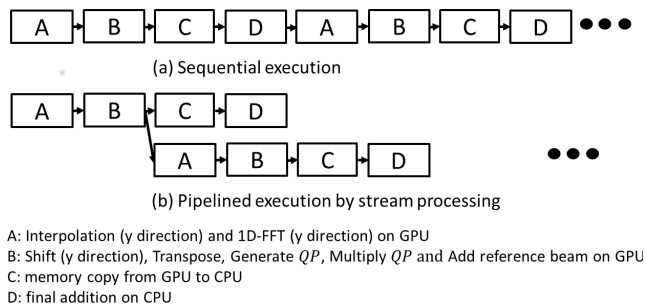 A B C D A B C D
(a) Sequential execution
A B C D
A B C D
(b) Pipelined execution by stream processing
A: Interpolation (y direction) and 1D-FFT (y direction) on GPU
B: Shift (y direction), Transpose, Generate QP, Multiply QP and Add reference beam on GPU
C: memory copy from GPU to CPU
D: final addition on CPU